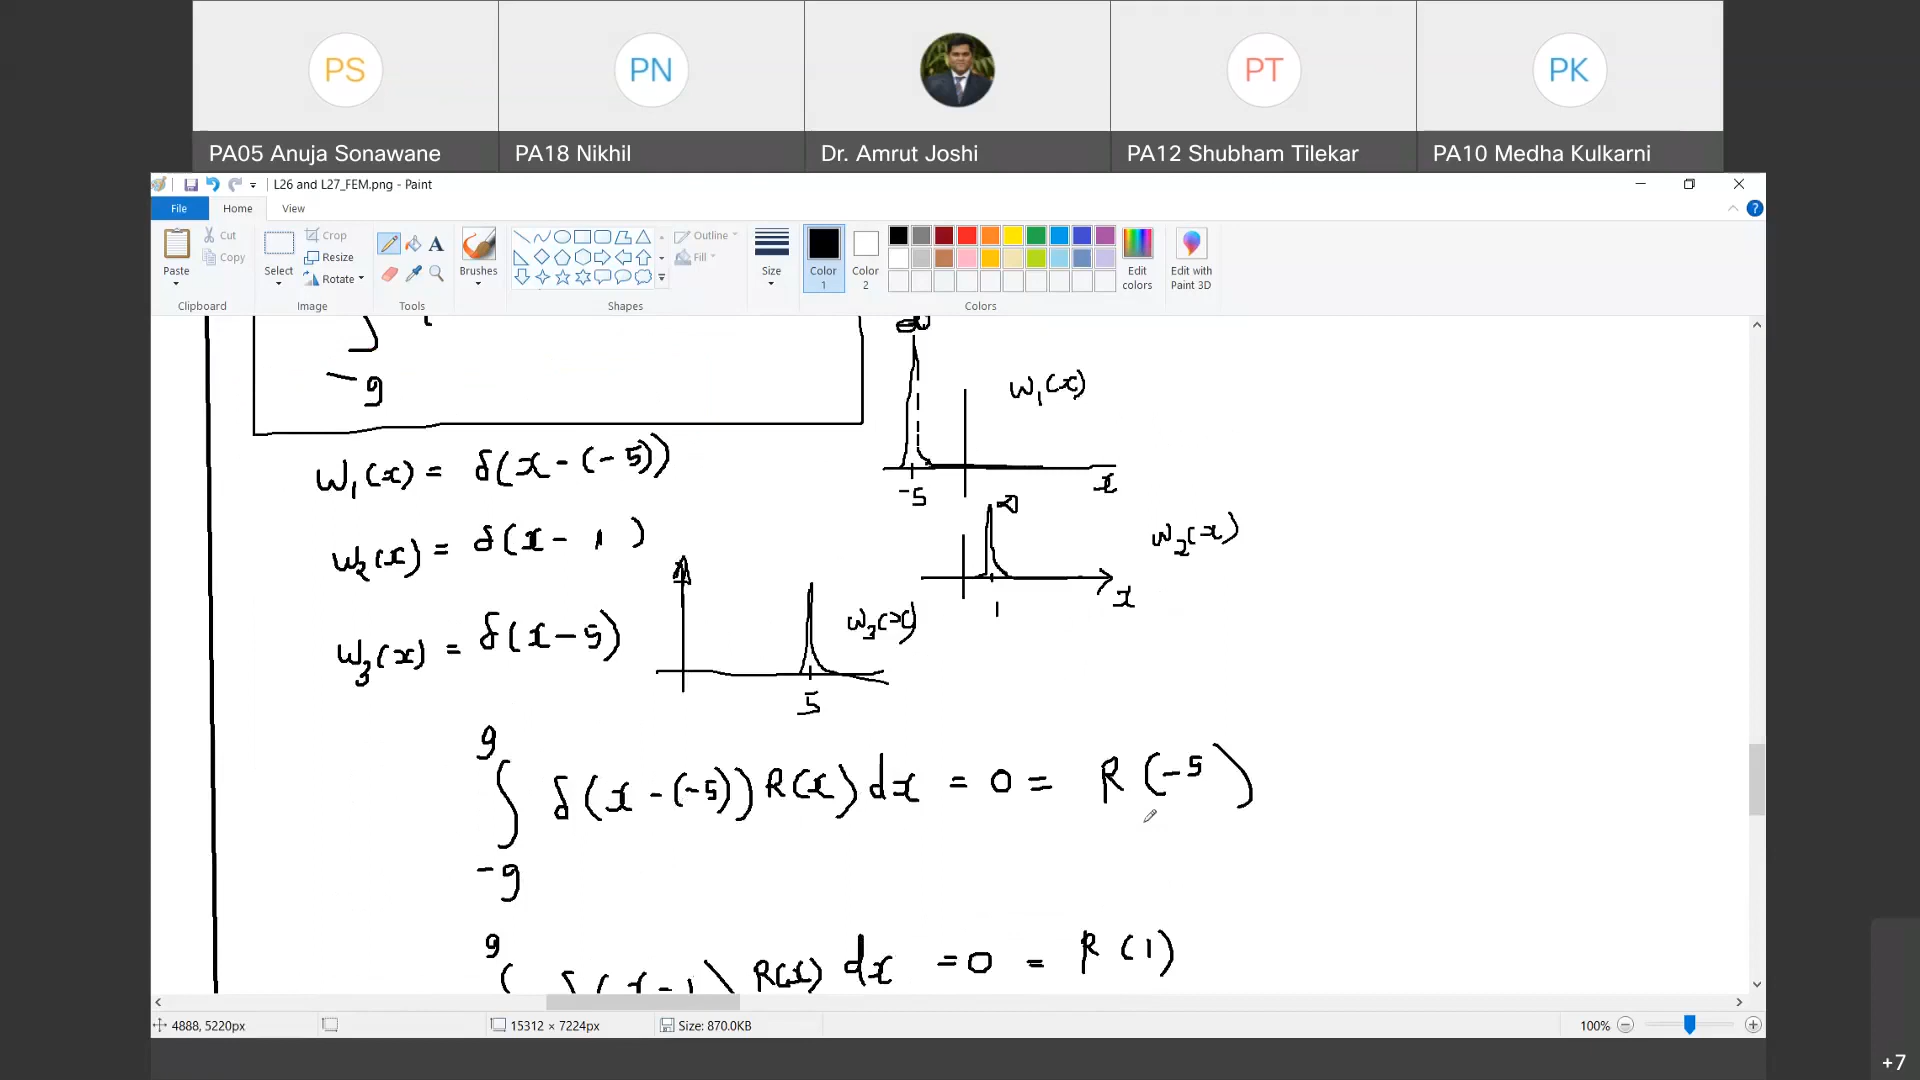 PS
PN
PT
PK
PA05 Anuja Sonawane
PA18 Nikhil
Dr. Amrut Joshi
PA12 Shubham Tilekar
PA10 Medha Kulkarni
L26 and L27_FEM.png - Paint
File
Home
View
Paste
Cut
Copy
Clipboard
Select
Crop
Resize
Rotate
Image
A
Tools
Brushes
Outline
Fill
Shapes
Size
Color 1
Color 2
Edit colors
Edit with Paint 3D
Colors
-9
W₁(x) = δ(x-(-5))
W₂(x) = δ(x-1)
W₃(x) = δ(x-5)
∞
W₁(x)
-5
x
∞
W₂(x)
1
x
W₃(x)
5
9
∫ δ(x-(-5))R(x)dx = 0 = R(-5)
-9
9
δ(x-1) R(x) dx = 0 = R(1)
4888, 5220px
15312 × 7224px
Size: 870.0KB
100%
+7